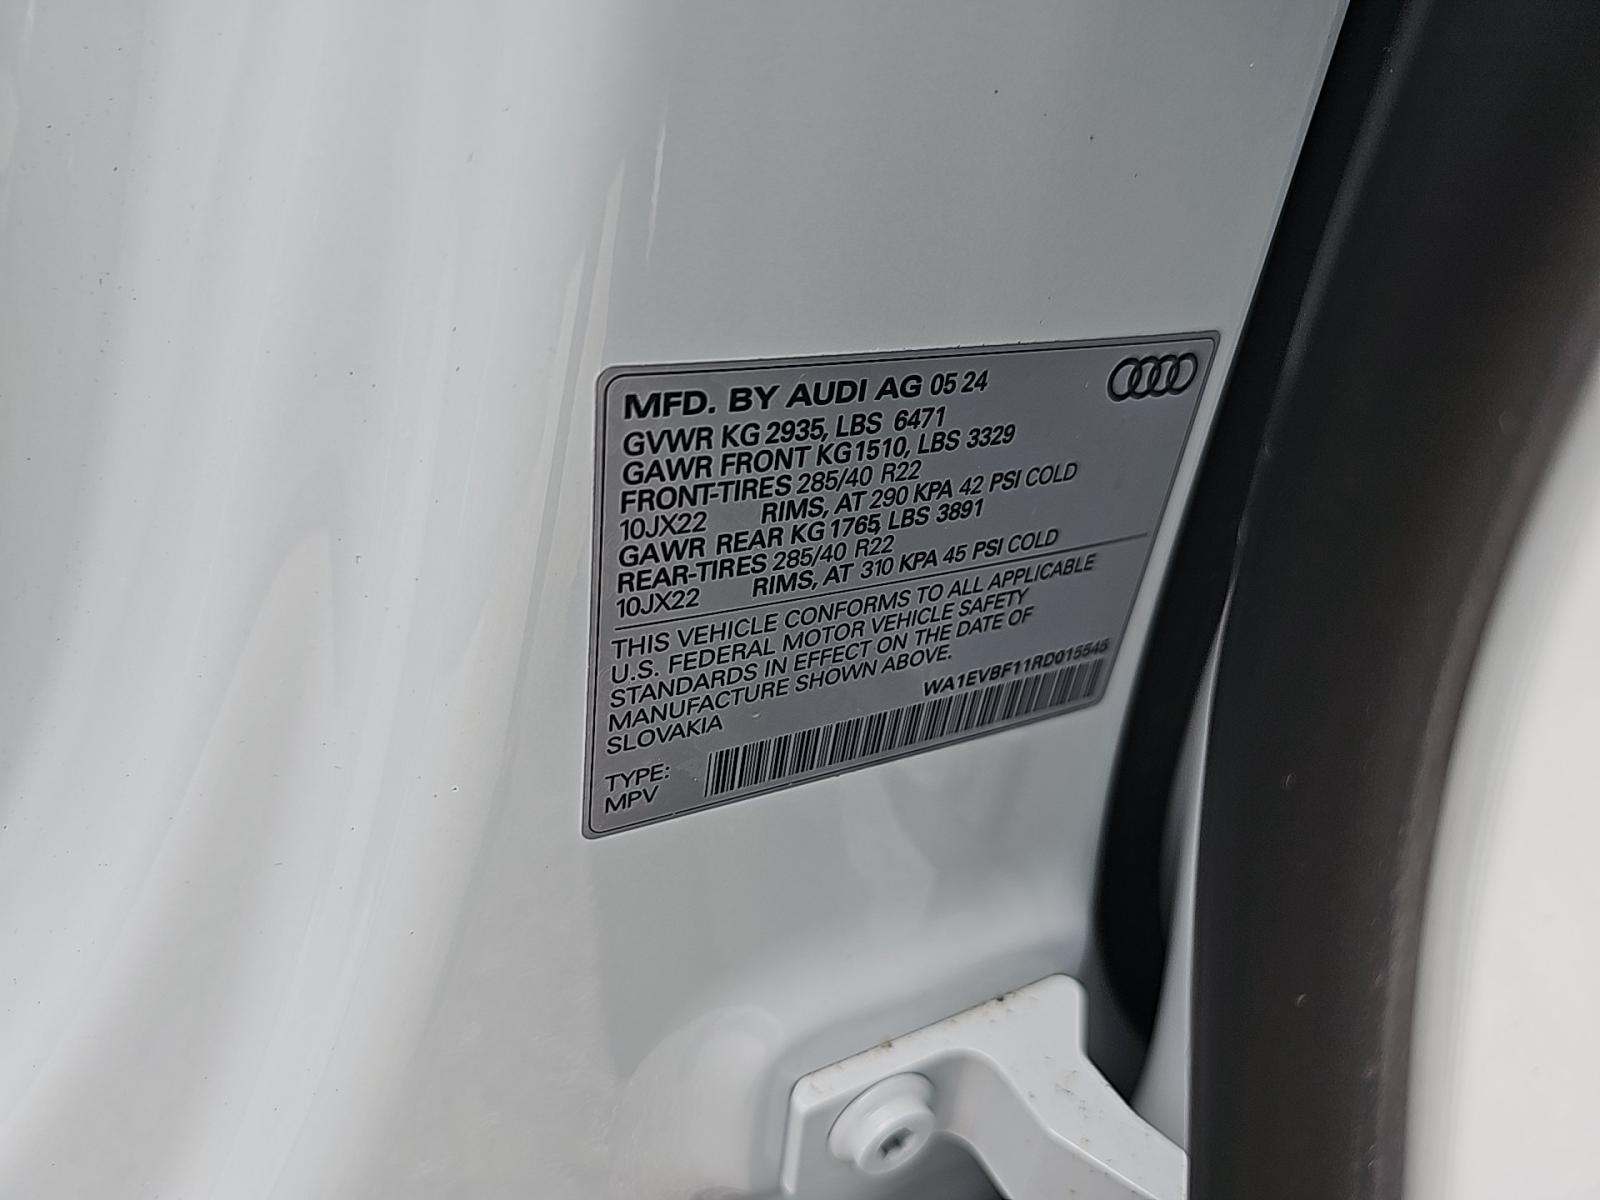 MFD. BY AUDI AG 05 24
GVWR KG 2935, LBS 6471
GAWR FRONT KG1510, LBS 3329
FRONT-TIRES 285/40 R22
10JX22 RIMS, AT 290 KPA 42 PSI COLD
GAWR REAR KG 1765, LBS 3891
REAR-TIRES 285/40 R22
10JX22 RIMS, AT 310 KPA 45 PSI COLD
THIS VEHICLE CONFORMS TO ALL APPLICABLE
U.S. FEDERAL MOTOR VEHICLE SAFETY
STANDARDS IN EFFECT ON THE DATE OF
MANUFACTURE SHOWN ABOVE.
SLOVAKIA
WA1EVBF11RD015545
TYPE:
MPV